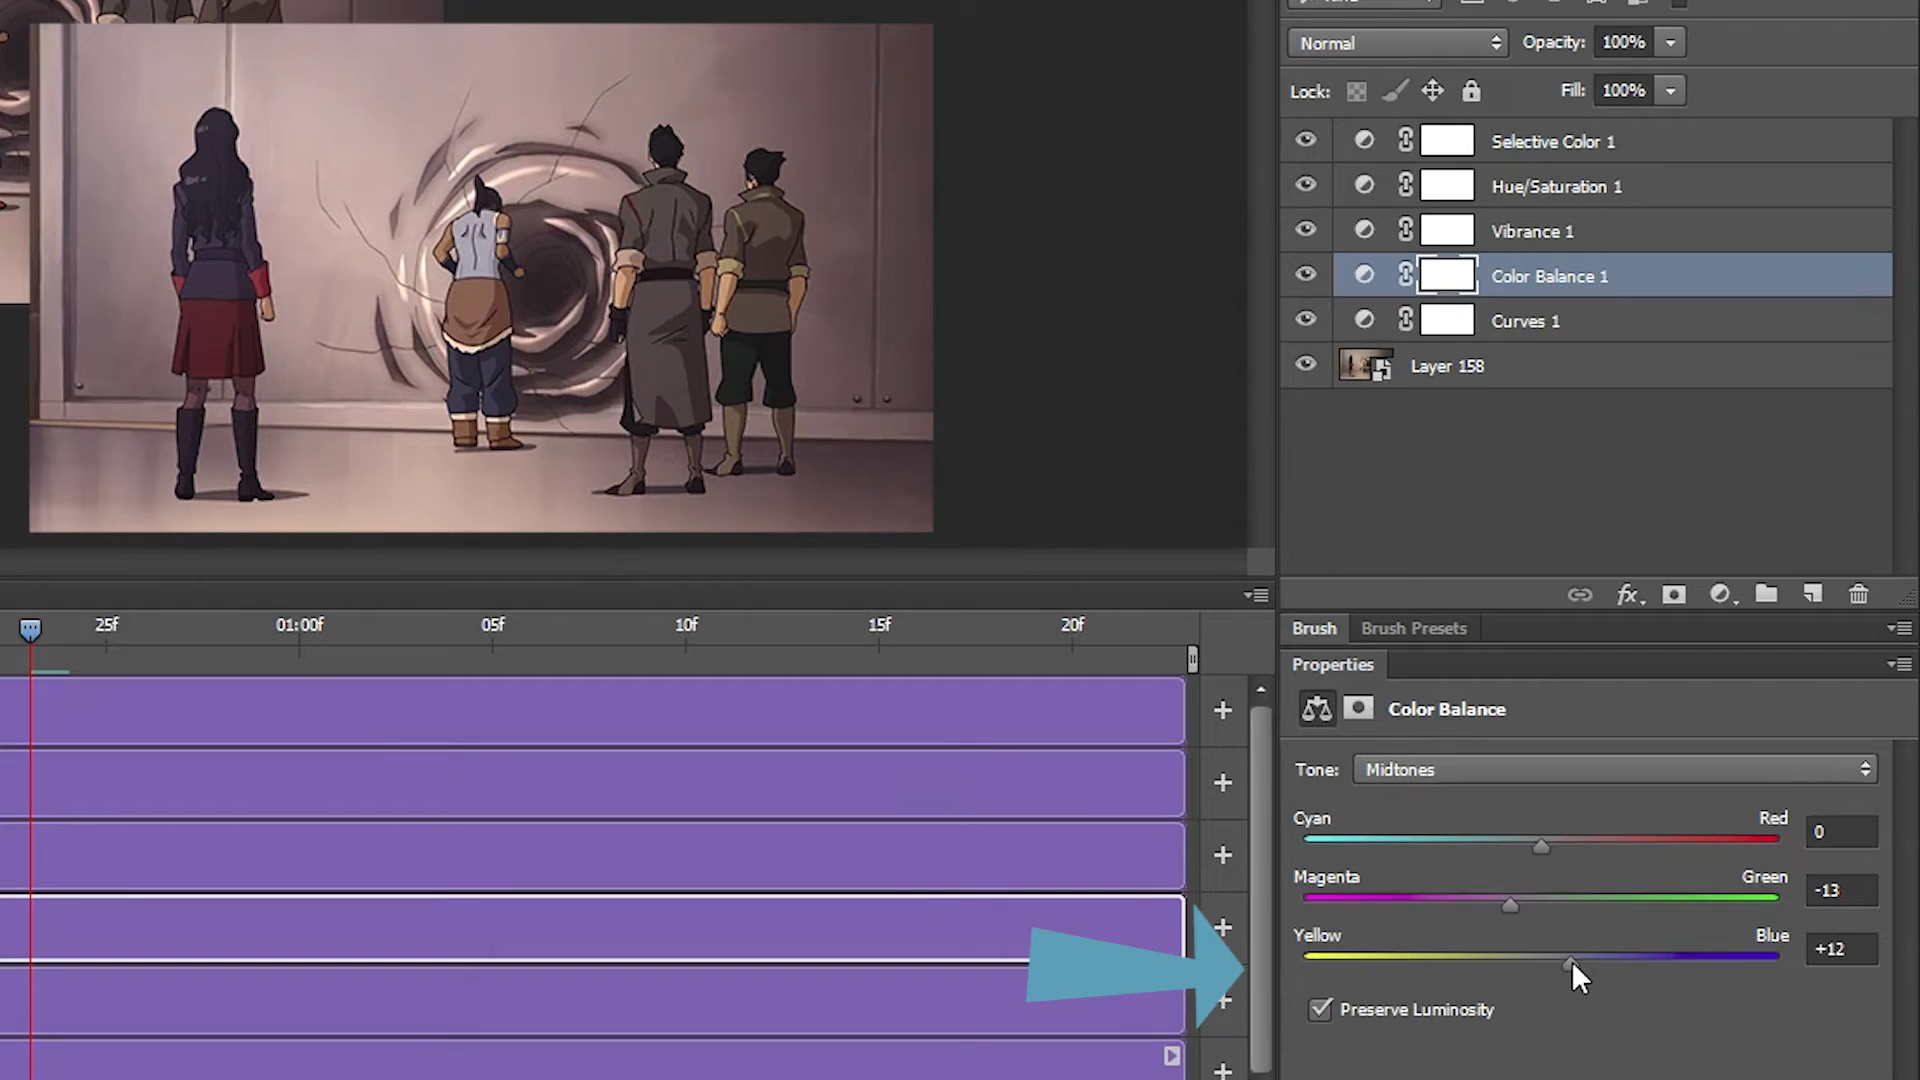 Normal Opacity: 100%
Lock: Fill: 100%
Selective Color 1
Hue/Saturation 1
Vibrance 1
Color Balance 1
Curves 1
Layer 158
fx
25f 01:00f 05f 10f 15f 20f
Brush Brush Presets
Properties
Color Balance
Tone: Midtones
Cyan Red 0
Magenta Green -13
Yellow Blue +12
Preserve Luminosity